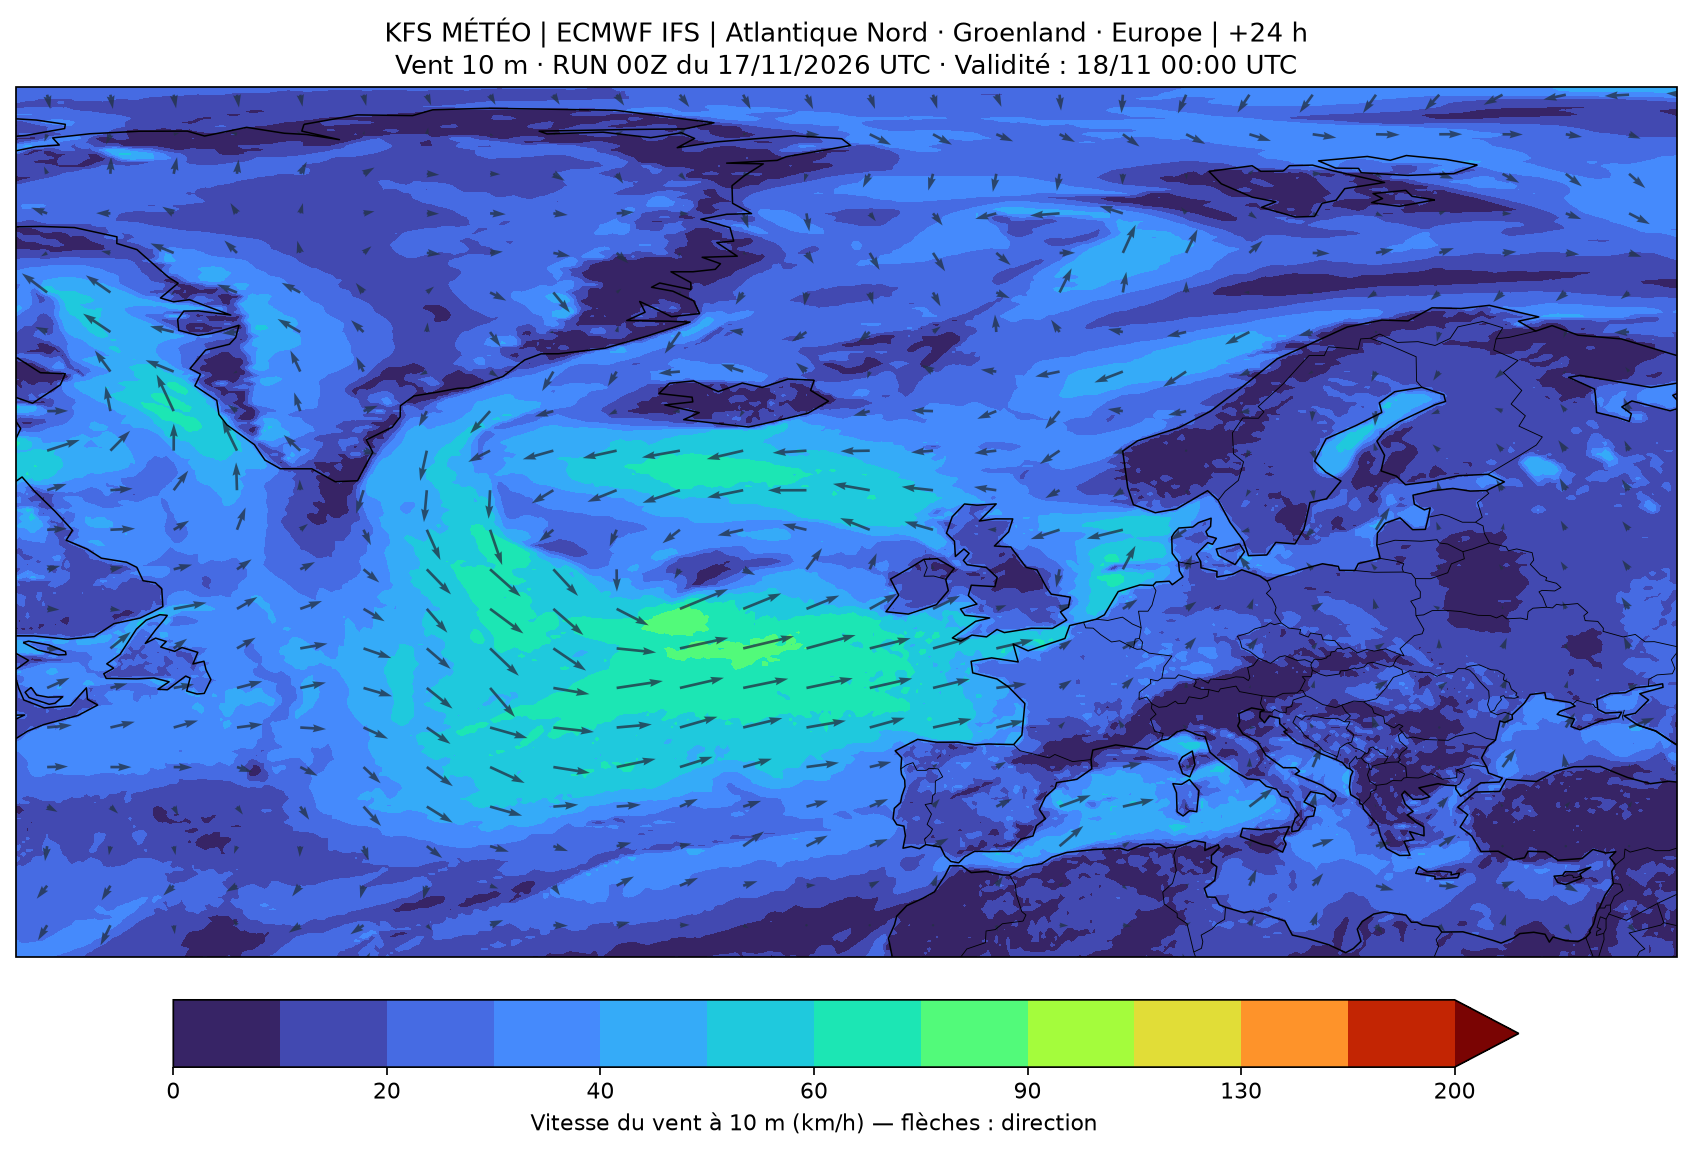 KFS MÉTÉO | ECMWF IFS | Atlantique Nord · Groenland · Europe | +24 h
Vent 10 m · RUN 00Z du 17/11/2026 UTC · Validité : 18/11 00:00 UTC
0 20 40 60 90 130 200
Vitesse du vent à 10 m (km/h) — flèches : direction